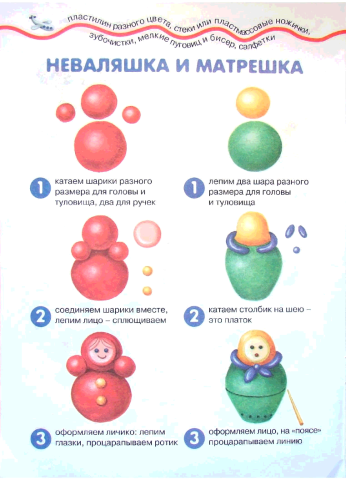 пластилин разного цвета, стеки или пластмассовые ножички,
зубочистки, мелкие пуговиц и бисер, салфетки
НЕВАЛЯШКА И МАТРЕШКА
1 катаем шарики разного
размера для головы и
туловища, два для ручек
1 лепим два шара разного
размера для головы
и туловища
2 соединяем шарики вместе,
лепим лицо – сплющиваем
2 катаем столбик на шею –
это платок
3 оформляем личико: лепим
глазки, процарапываем ротик
3 оформляем лицо, на «поясе»
процарапываем линию